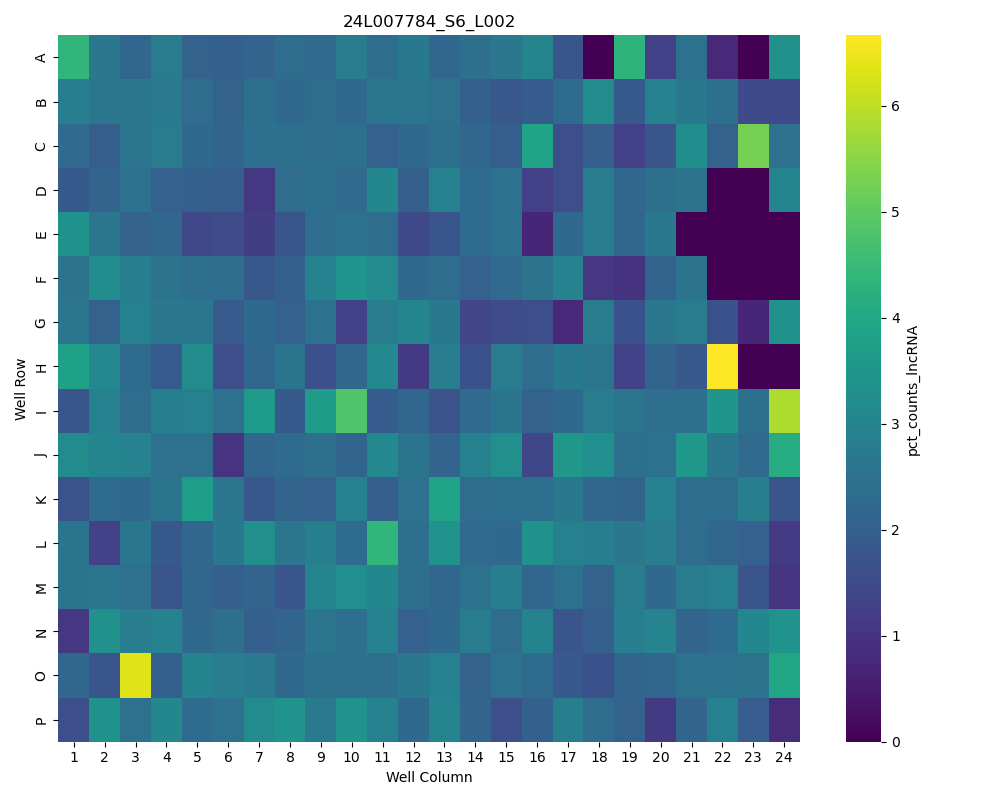 24L007784_S6_L002
A
B
C
D
E
F
G
H
I
J
K
L
M
N
O
P
Well Row
1 2 3 4 5 6 7 8 9 10 11 12 13 14 15 16 17 18 19 20 21 22 23 24
Well Column
6
5
4
3
2
1
0
pct_counts_lncRNA